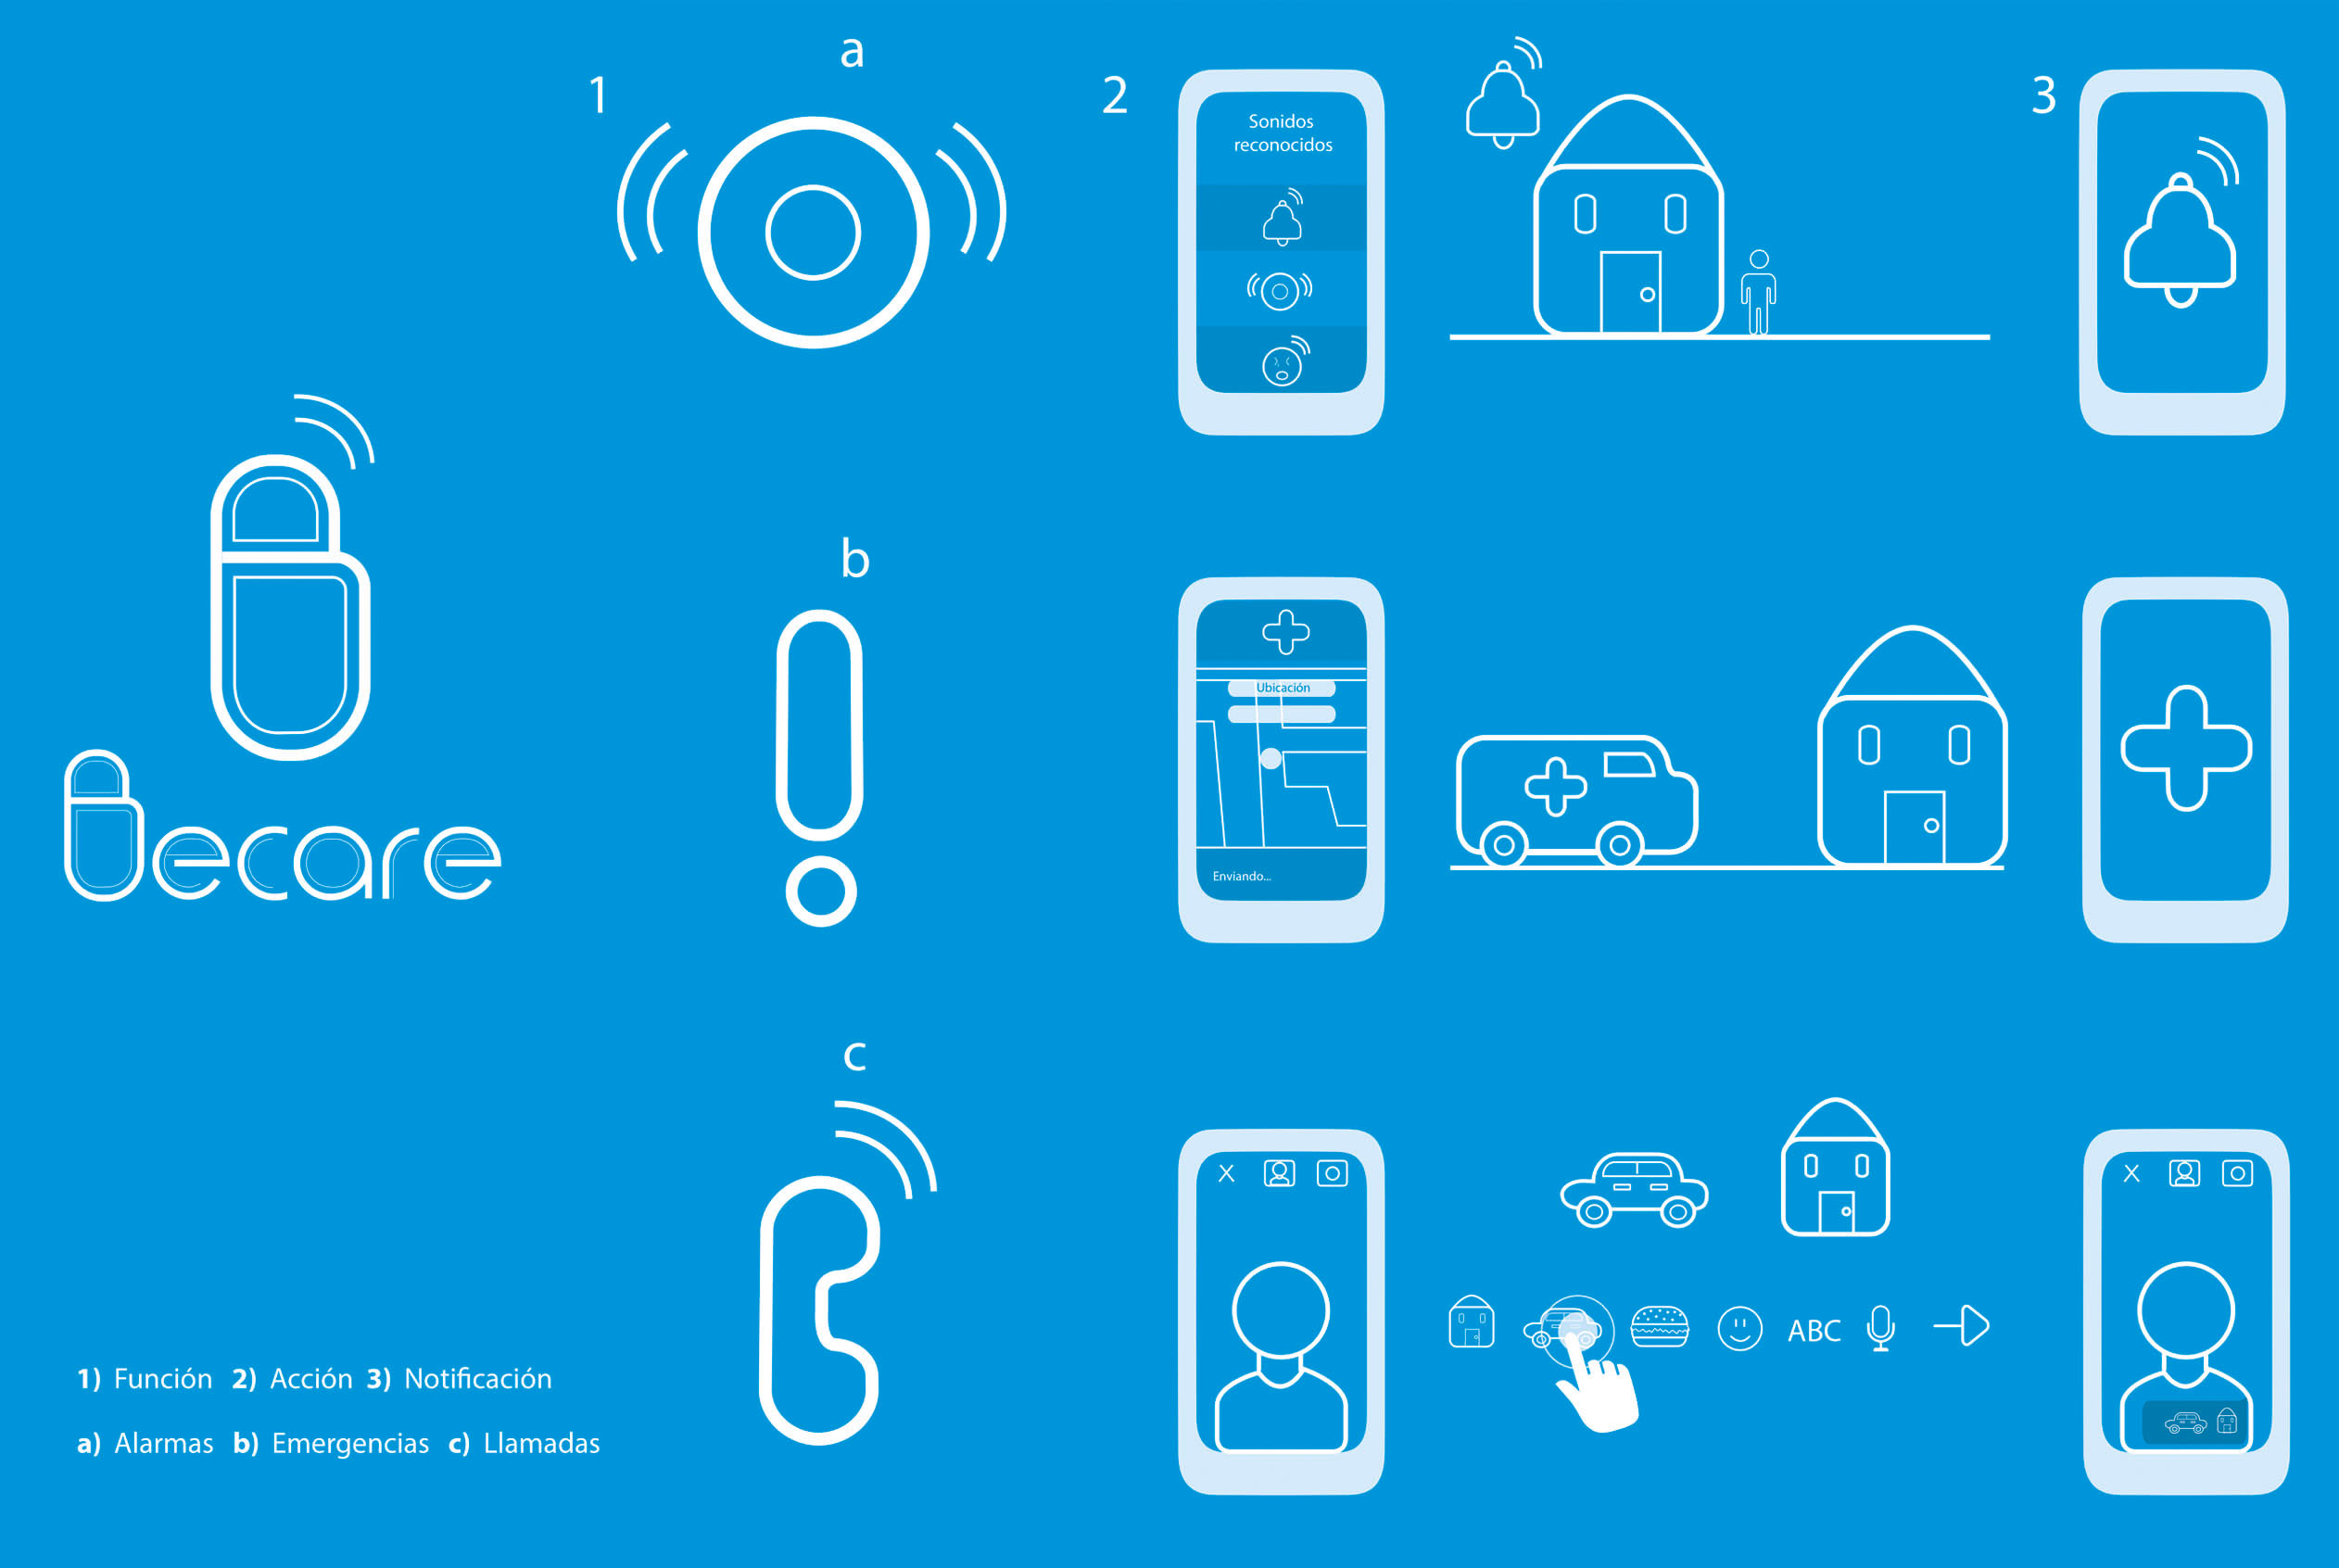 1
a
2
Sonidos
reconocidos
3
b
Ubicación
Enviando...
Becare
c
X
X
ABC
1) Función 2) Acción 3) Notificación
a) Alarmas b) Emergencias c) Llamadas